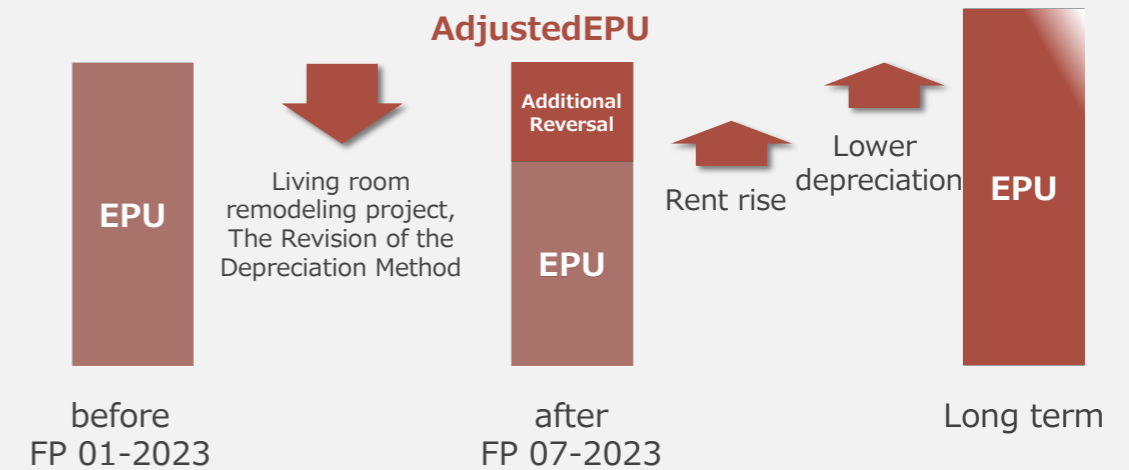 AdjustedEPU
EPU
Living room
remodeling project,
The Revision of the
Depreciation Method
Additional
Reversal
EPU
Rent rise
Lower
depreciation
EPU
before
FP 01-2023
after
FP 07-2023
Long term